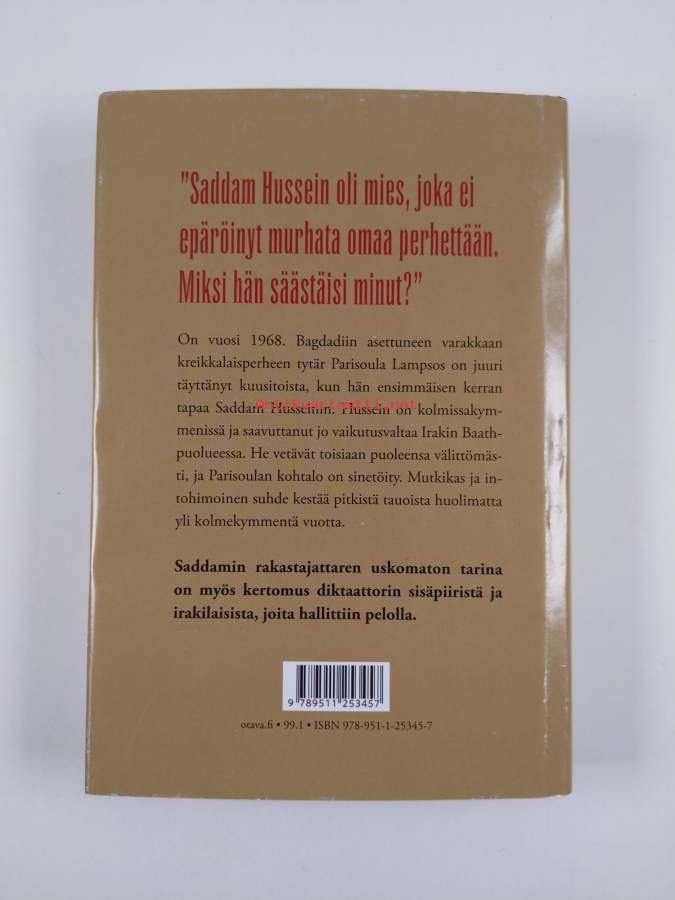 ”Saddam Hussein oli mies, joka ei
epäröinyt murhata omaa perhettään.
Miksi hän säästäisi minut?”
On vuosi 1968. Bagdadiin asettuneen varakkaan
kreikkalaisperheen tytär Parisoula Lampsos on juuri
täyttänyt kuusitoista, kun hän ensimmäisen kerran
Antikvariaatti.net
tapaa Saddam Husseinin. Hussein on kolmissakym-
menissä ja saavuttanut jo vaikutusvaltaa Irakin Baath-
puolueessa. He vetävät toisiaan puoleensa välittömäs-
ti, ja Parisoulan kohtalo on sinetöity. Mutkikas ja in-
tohimoinen suhde kestää pitkistä tauoista huolimatta
yli kolmekymmentä vuotta.
Saddamin rakastajattaren uskomaton tarina
on myös kertomus diktaattorin sisäpiiristä ja
irakilaisista, joita hallittiin pelolla.
9 789511 253457
otava.fi • 99.1 • ISBN 978-951-1-25345-7